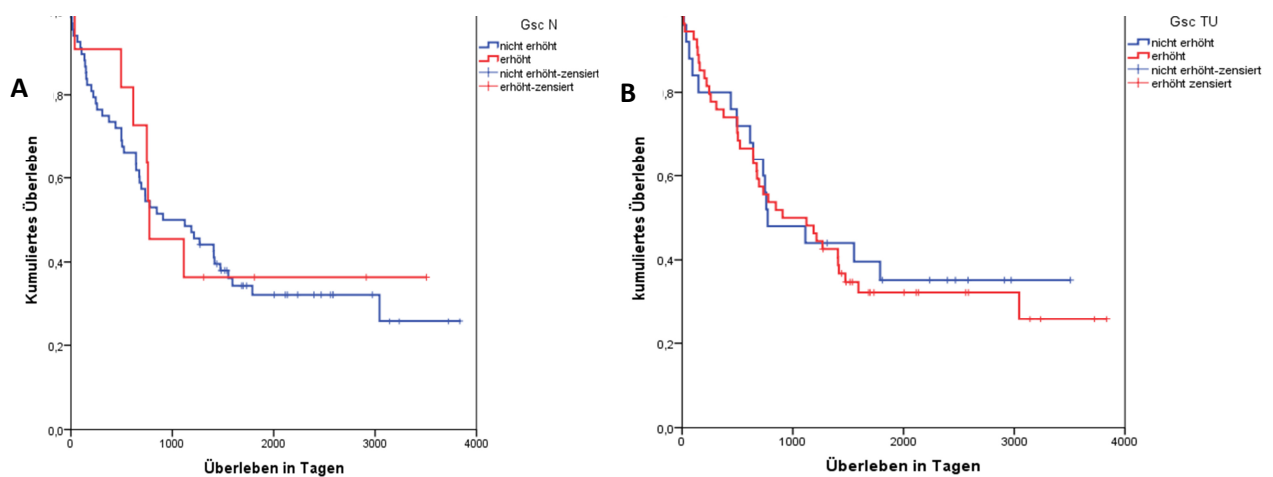 A
Gsc N
nicht erhöht
erhöht
nicht erhöht-zensiert
erhöht-zensiert
Kumuliertes Überleben
,8
0,6
0,4
0,2
0,0
0 1000 2000 3000 4000
Überleben in Tagen
B
Gsc TU
nicht erhöht
erhöht
nicht erhöht-zensiert
erhöht zensiert
kumuliertes Überleben
,8
0,6
0,4
0,2
0,0
0 1000 2000 3000 4000
Überleben in Tagen